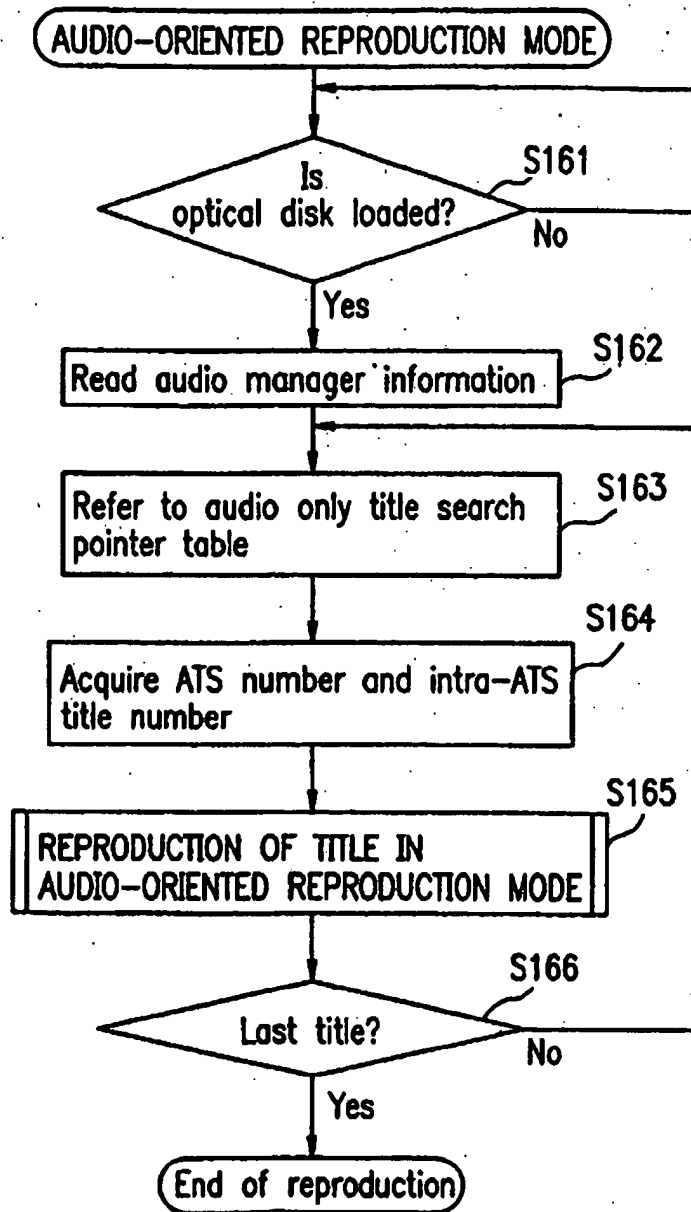 AUDIO-ORIENTED REPRODUCTION MODE
Is
optical disk loaded?
S161
No
Yes
S162
Read audio manager information
S163
Refer to audio only title search
pointer table
S164
Acquire ATS number and intra-ATS
title number
S165
REPRODUCTION OF TITLE IN
AUDIO-ORIENTED REPRODUCTION MODE
S166
Last title?
No
Yes
End of reproduction